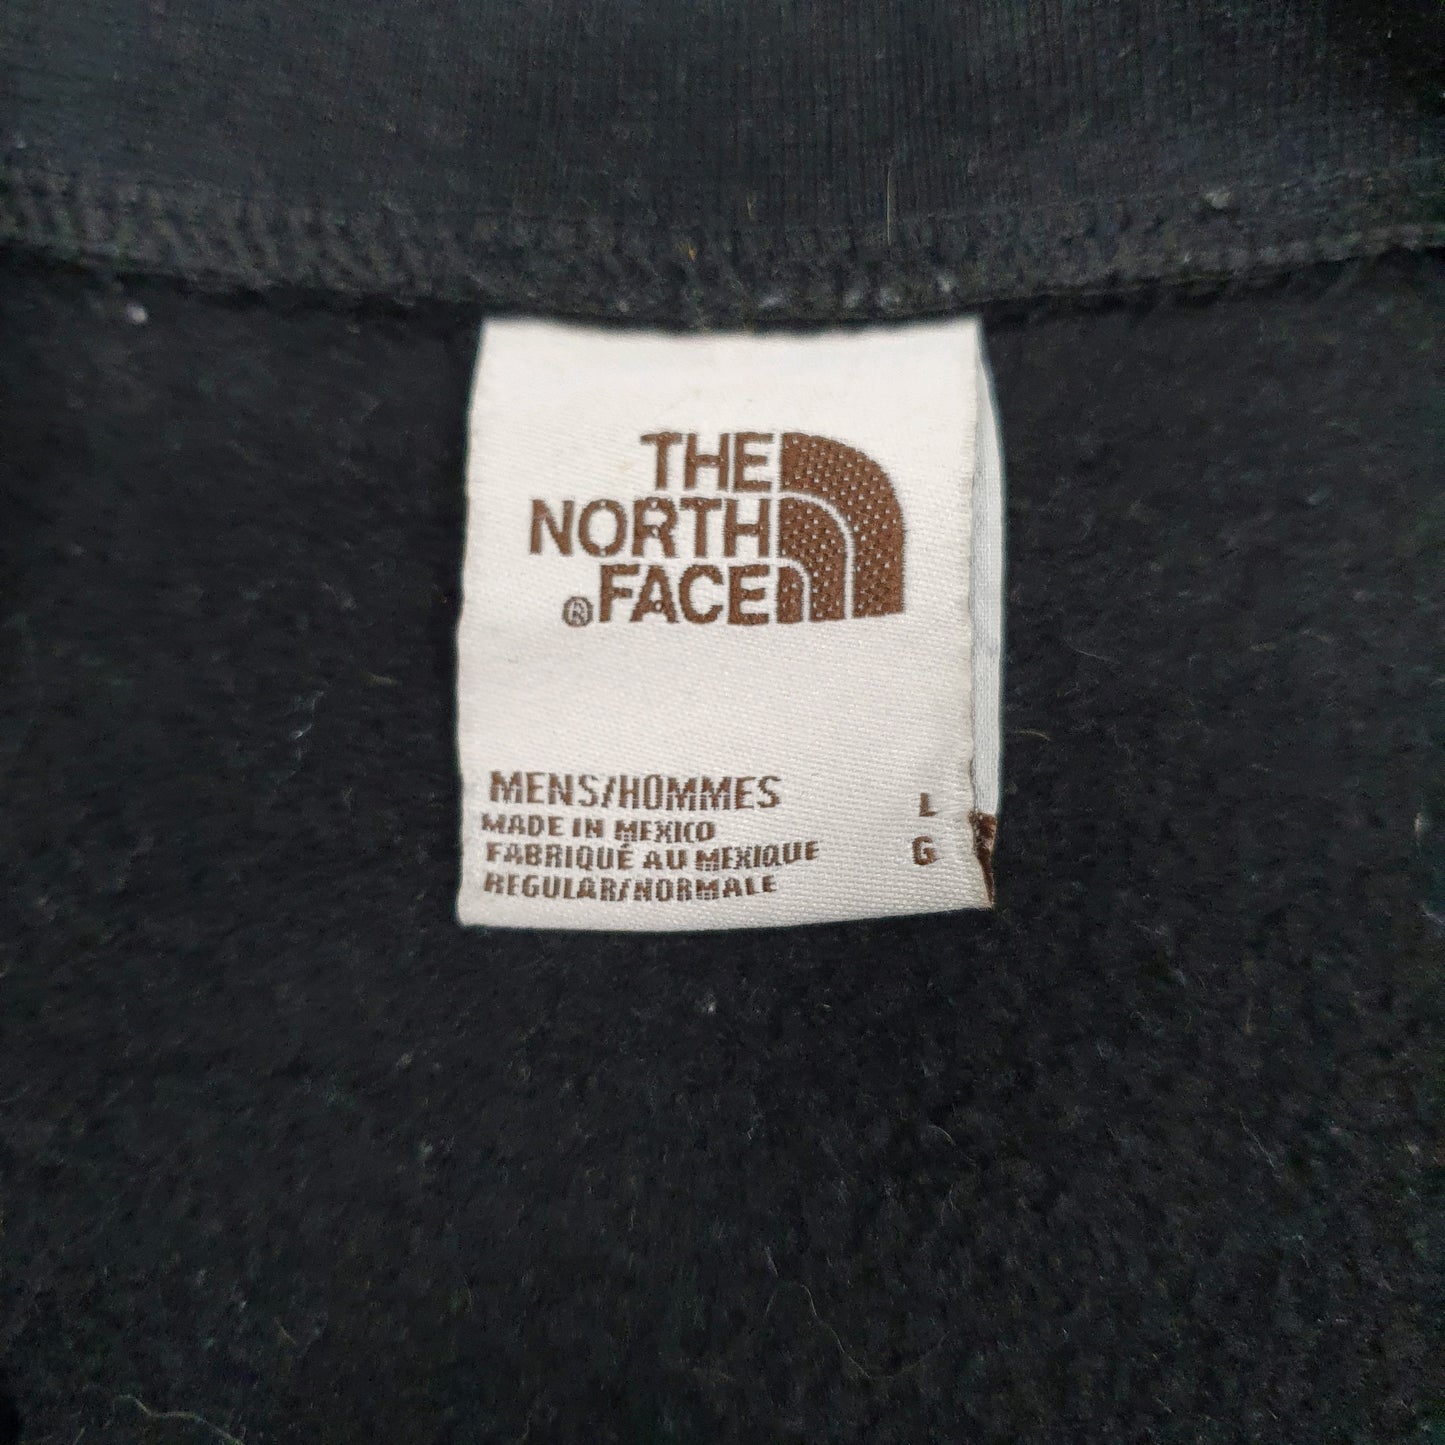 THE
NORTH
® FACE
MENS/HOMMES L
MADE IN MEXICO
FABRIQUÉ AU MEXIQUE G
REGULAR/NORMALE